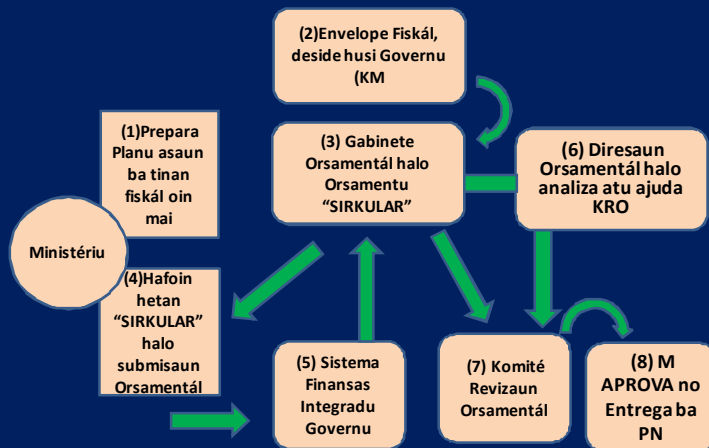 (2)Envelope Fiskál,
deside husi Governu
(KM
(1)Prepara
Planu asaun
ba tinan
fiskál oin
mai
(3) Gabinete
Orsamentál halo
Orsamentu
“SIRKULAR”
(6) Diresaun
Orsamentál halo
analiza atu ajuda
KRO
Ministériu
(4)Hafoin
hetan
“SIRKULAR”
halo
submisaun
Orsamentál
(5) Sistema
Finansas
Integradu
Governu
(7) Komité
Revizaun
Orsamentál
(8) M
APROVA no
Entrega ba
PN